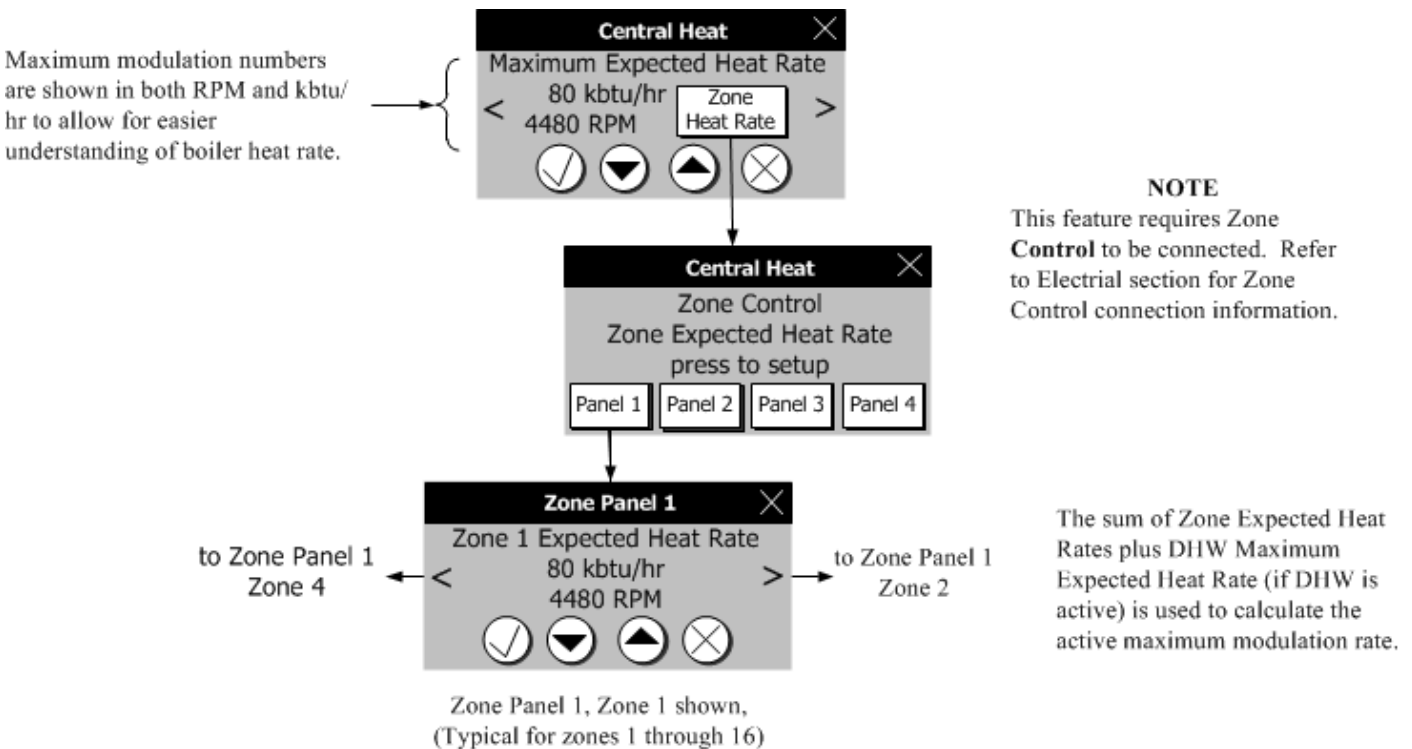 Central Heat
Maximum modulation numbers
are shown in both RPM and kbtu/
hr to allow for easier
understanding of boiler heat rate.
Maximum Expected Heat Rate
< 80 kbtu/hr >
4480 RPM
Zone
Heat Rate
NOTE
This feature requires Zone
Control to be connected. Refer
to Electrial section for Zone
Control connection information.
Central Heat
Zone Control
Zone Expected Heat Rate
press to setup
Panel 1 Panel 2 Panel 3 Panel 4
Zone Panel 1
Zone 1 Expected Heat Rate
< 80 kbtu/hr >
4480 RPM
to Zone Panel 1
Zone 4
to Zone Panel 1
Zone 2
The sum of Zone Expected Heat
Rates plus DHW Maximum
Expected Heat Rate (if DHW is
active) is used to calculate the
active maximum modulation rate.
Zone Panel 1, Zone 1 shown,
(Typical for zones 1 through 16)